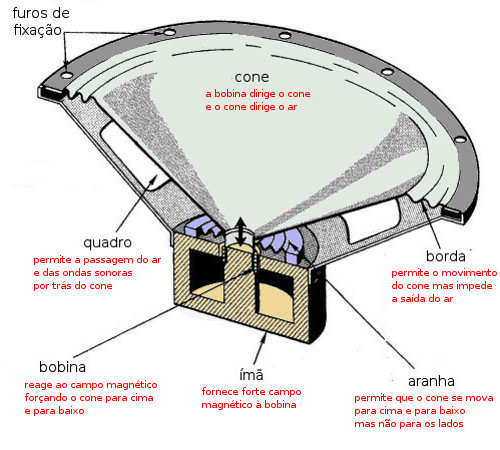 furos de
fixação
cone
a bobina dirige o cone
e o cone dirige o ar
quadro
permite a passagem do ar
e das ondas sonoras
por trás do cone
borda
permite o movimento
do cone mas impede
a saída do ar
bobina
reage ao campo magnético
forçando o cone para cima
e para baixo
ímã
fornece forte campo
magnético à bobina
aranha
permite que o cone se mova
para cima e para baixo
mas não para os lados